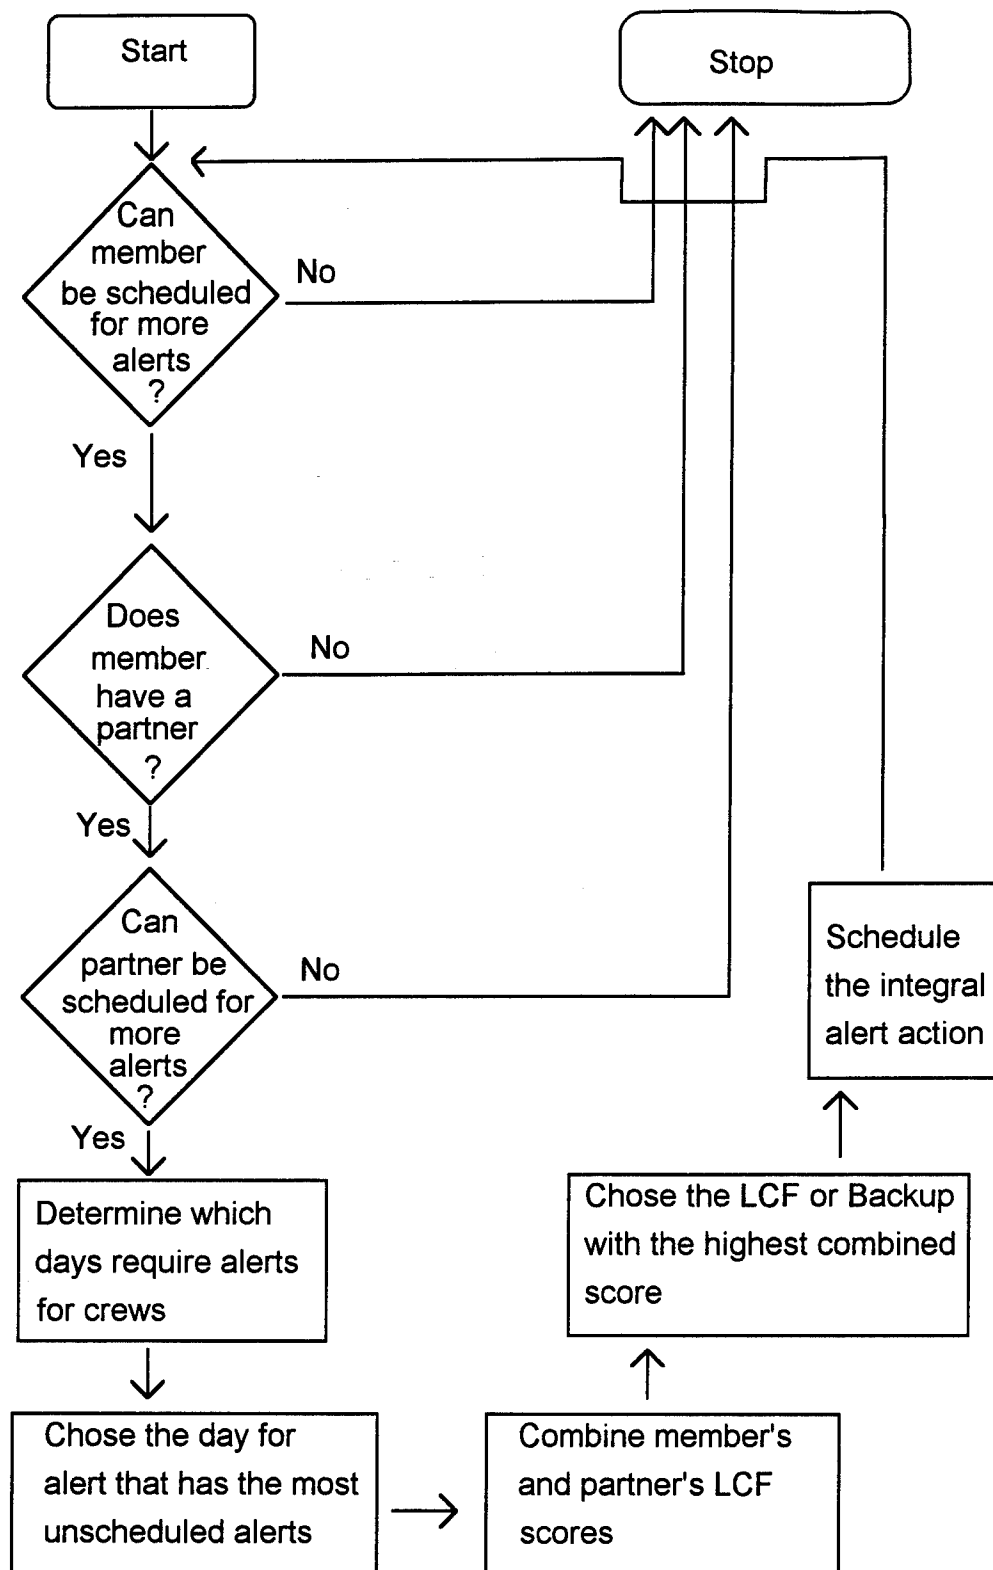 Start
Stop
Can
member
be scheduled
for more
alerts
?
No
Yes
Does
member
have a
partner
?
No
Yes
Can
partner be
scheduled for
more
alerts
?
No
Yes
Determine which
days require alerts
for crews
Chose the day for
alert that has the most
unscheduled alerts
Combine member's
and partner's LCF
scores
Chose the LCF or Backup
with the highest combined
score
Schedule
the integral
alert action